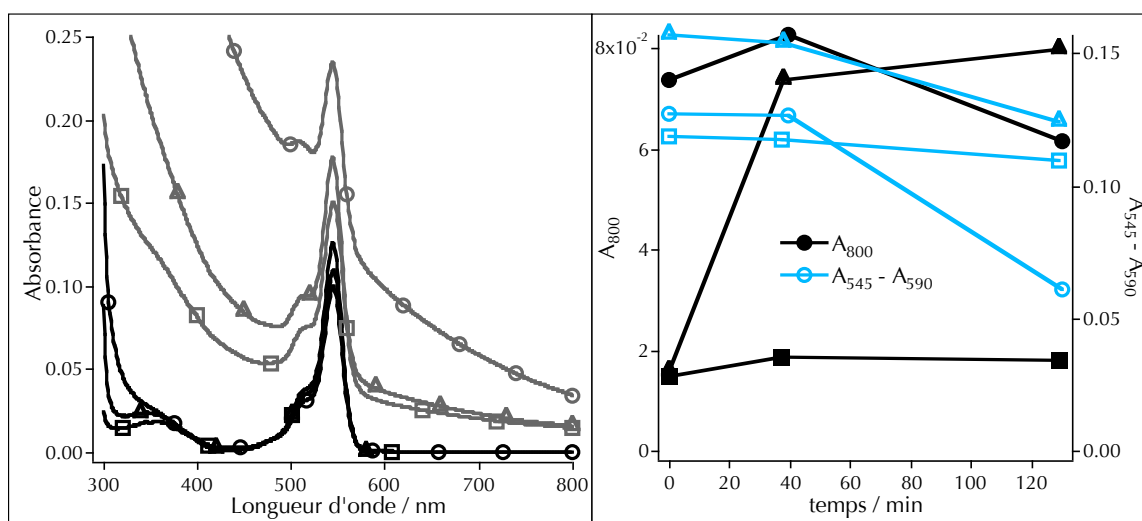 0.25
0.20
0.15
0.10
0.05
0.00
Absorbance
300 400 500 600 700 800
Longueur d'onde / nm
8x10-2
6
4
2
0
A800
A800
A545 - A590
0.15
0.10
0.05
0.00
A545 - A590
0 20 40 60 80 100 120
temps / min